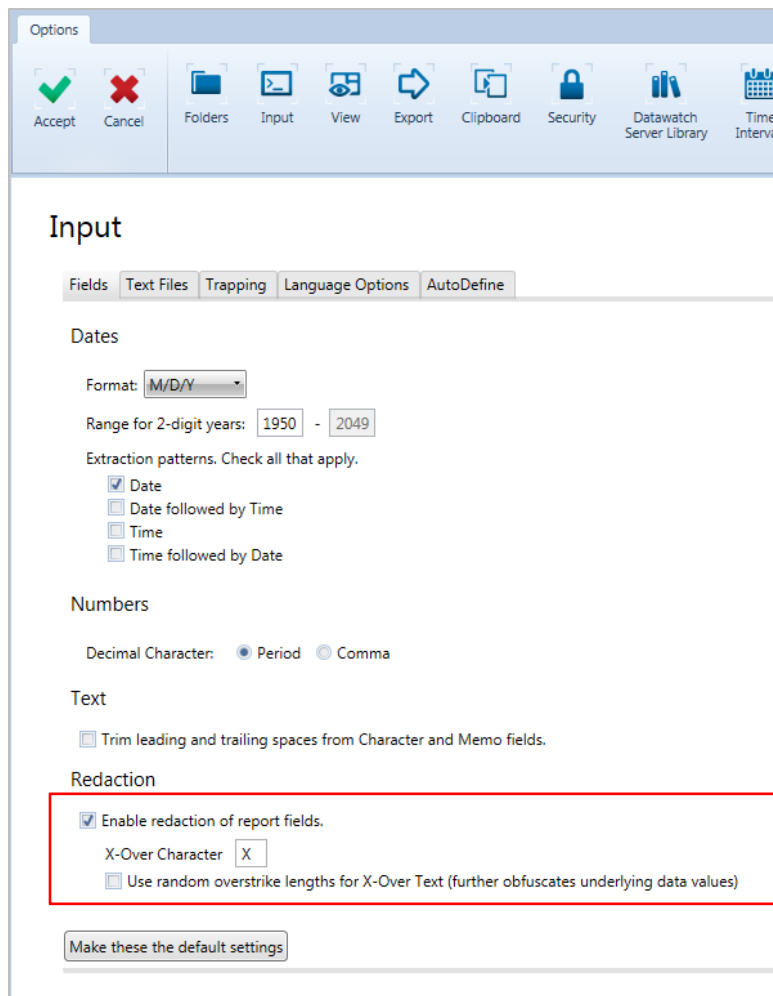 Options
Accept
Cancel
Folders
Input
View
Export
Clipboard
Security
Datawatch
Server Library
Time
Interva
Input
Fields
Text Files
Trapping
Language Options
AutoDefine
Dates
Format: M/D/Y
Range for 2-digit years: 1950 - 2049
Extraction patterns. Check all that apply.
Date
Date followed by Time
Time
Time followed by Date
Numbers
Decimal Character: Period Comma
Text
Trim leading and trailing spaces from Character and Memo fields.
Redaction
Enable redaction of report fields.
X-Over Character X
Use random overstrike lengths for X-Over Text (further obfuscates underlying data values)
Make these the default settings